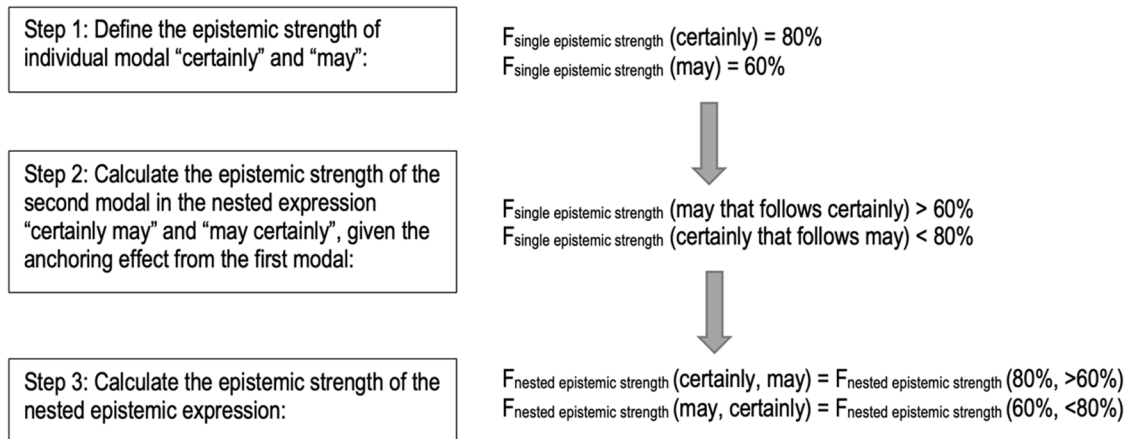 Step 1: Define the epistemic strength of
individual modal “certainly” and “may”:
Fsingle epistemic strength (certainly) = 80%
Fsingle epistemic strength (may) = 60%
Step 2: Calculate the epistemic strength of the
second modal in the nested expression
“certainly may” and “may certainly”, given the
anchoring effect from the first modal:
Fsingle epistemic strength (may that follows certainly) > 60%
Fsingle epistemic strength (certainly that follows may) < 80%
Step 3: Calculate the epistemic strength of the
nested epistemic expression:
Fnested epistemic strength (certainly, may) = Fnested epistemic strength (80%, >60%)
Fnested epistemic strength (may, certainly) = Fnested epistemic strength (60%, <80%)